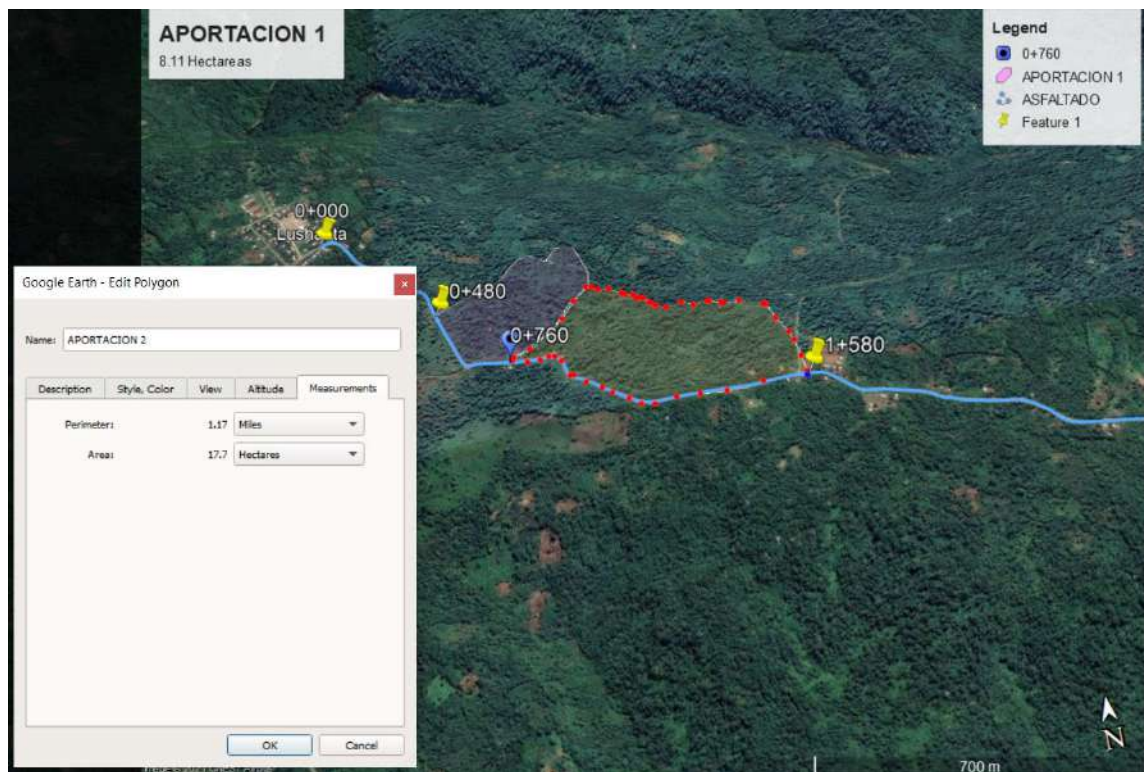 APORTACION 1
8.11 Hectareas
Legend
0+760
APORTACION 1
ASFALTADO
Feature 1
0+000
0+480
0+760
1+580
Google Earth - Edit Polygon
Name: APORTACION 2
Description Style, Color View Altitude Measurements
Perimeter: 1.17 Miles
Area: 17.7 Hectares
OK Cancel
N
700 m